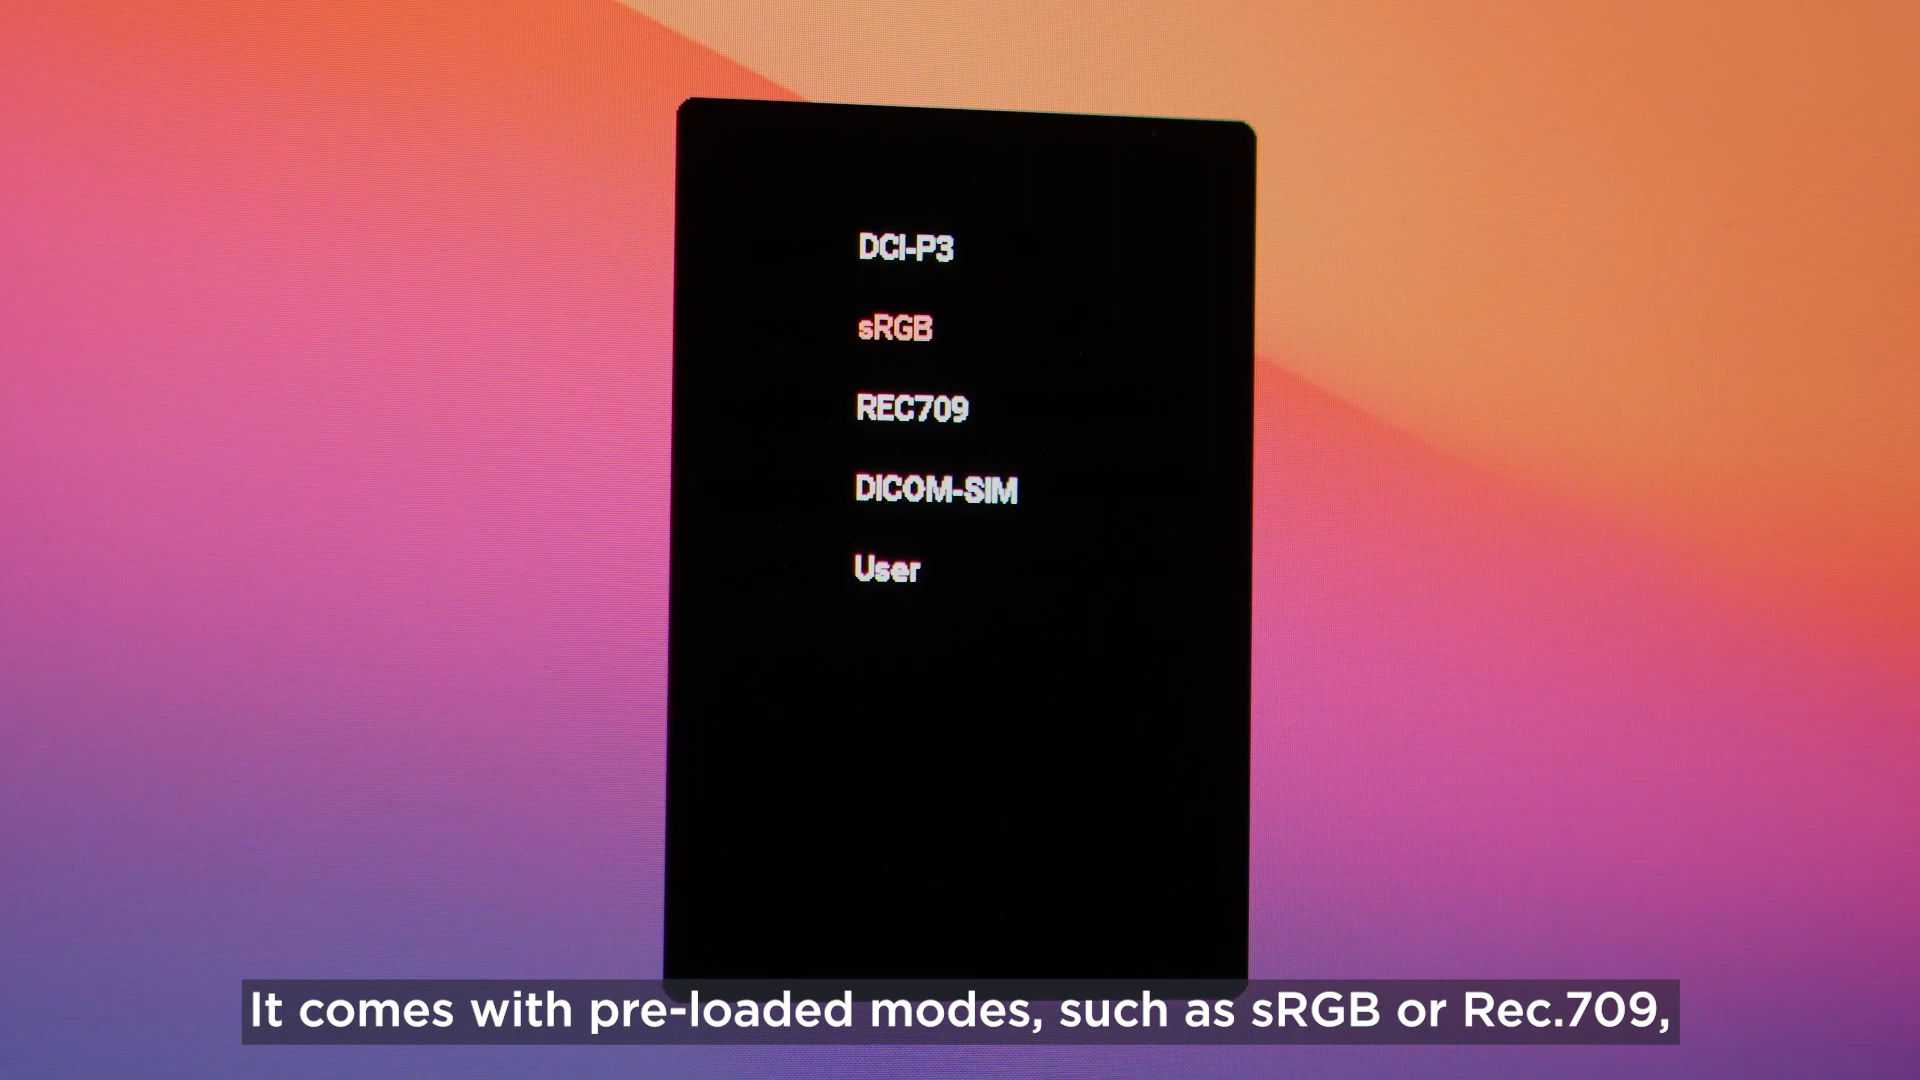 DCI-P3
sRGB
REC709
DICOM-SIM
User
It comes with pre-loaded modes, such as sRGB or Rec.709,